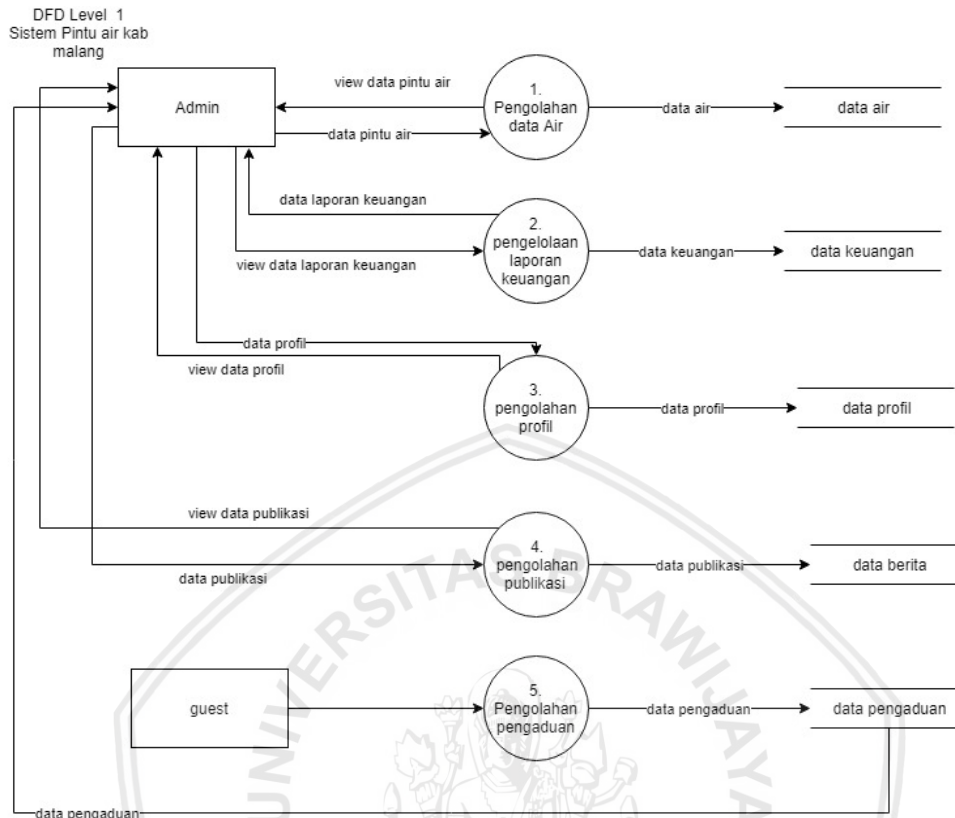 DFD Level 1
Sistem Pintu air kab
malang
Admin
view data pintu air
data pintu air
1.
Pengolahan
data Air
data air
data air
data laporan keuangan
view data laporan keuangan
2.
pengelolaan
laporan
keuangan
data keuangan
data keuangan
data profil
view data profil
3.
pengolahan
profil
data profil
data profil
view data publikasi
data publikasi
4.
pengolahan
publikasi
data publikasi
data berita
guest
5.
Pengolahan
pengaduan
data pengaduan
data pengaduan
data pengaduan
UNIVERSITAS BRAWIJAYA